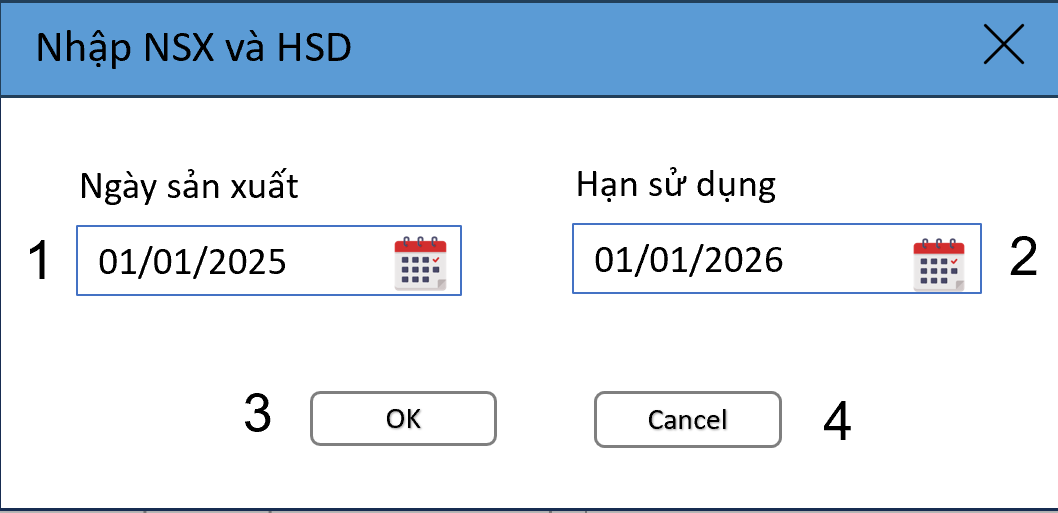 Nhập NSX và HSD
Ngày sản xuất
Hạn sử dụng
1
01/01/2025
01/01/2026
2
3
OK
Cancel
4